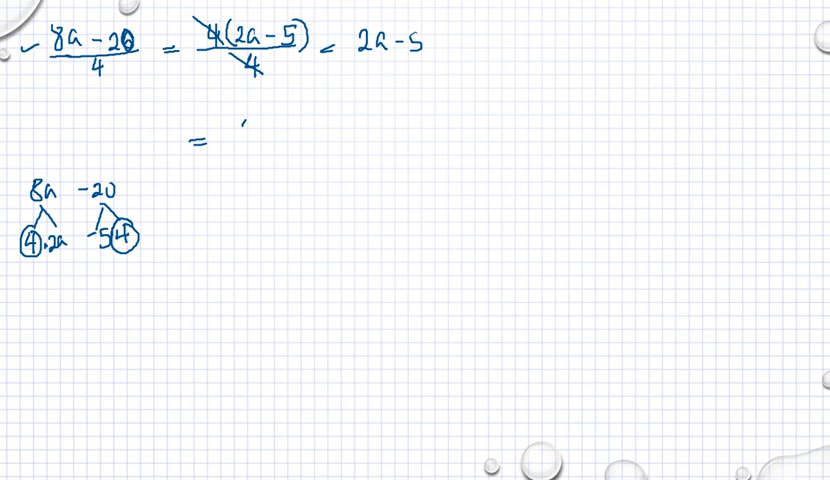 ✓ 8a - 20/4 = 4(2a - 5)/4 = 2a - 5
=
8a - 20
4 . 2a -5 4